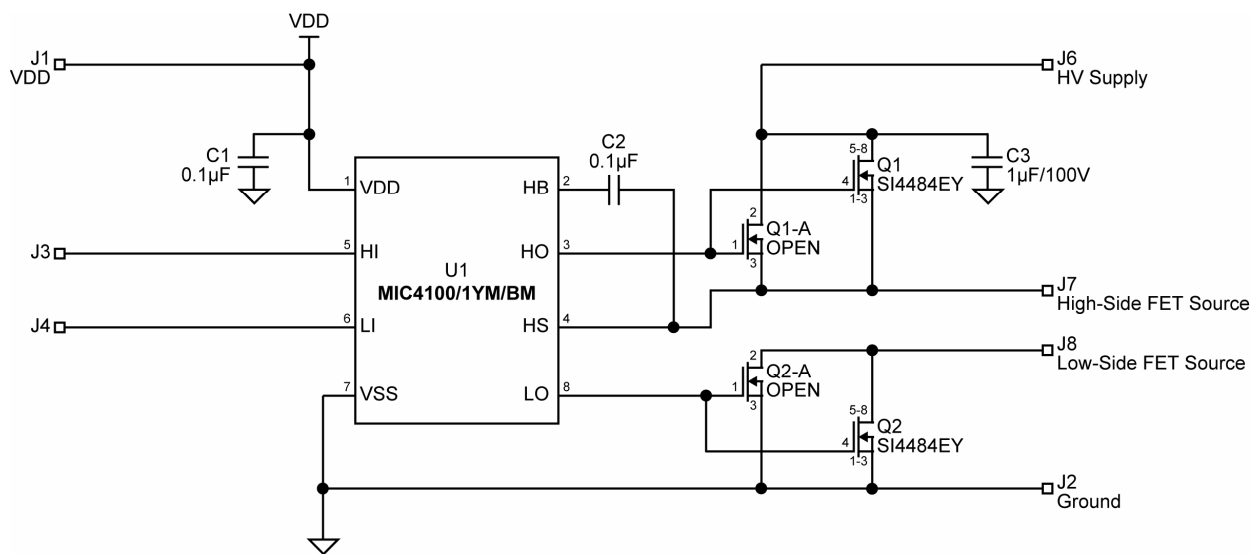 VDD
J1
VDD
J6
HV Supply
C1
0.1µF
C2
0.1µF
5-8
Q1
4
SI4484EY
1-3
C3
1µF/100V
1
VDD
HB
2
2
Q1-A
1
OPEN
3
J3
5
HI
HO
3
U1
MIC4100/1YM/BM
J7
High-Side FET Source
J4
6
LI
HS
4
J8
Low-Side FET Source
2
Q2-A
1
OPEN
3
7
VSS
LO
8
5-8
Q2
4
SI4484EY
1-3
J2
Ground